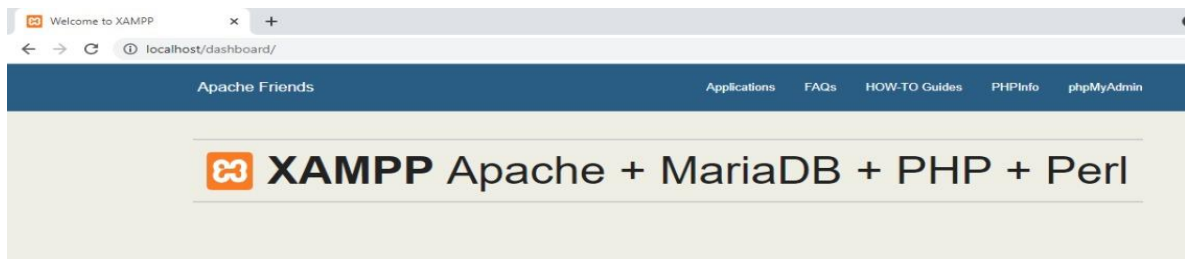 Welcome to XAMPP
localhost/dashboard/
Apache Friends Applications FAQs HOW-TO Guides PHPInfo phpMyAdmin
XAMPP Apache + MariaDB + PHP + Perl